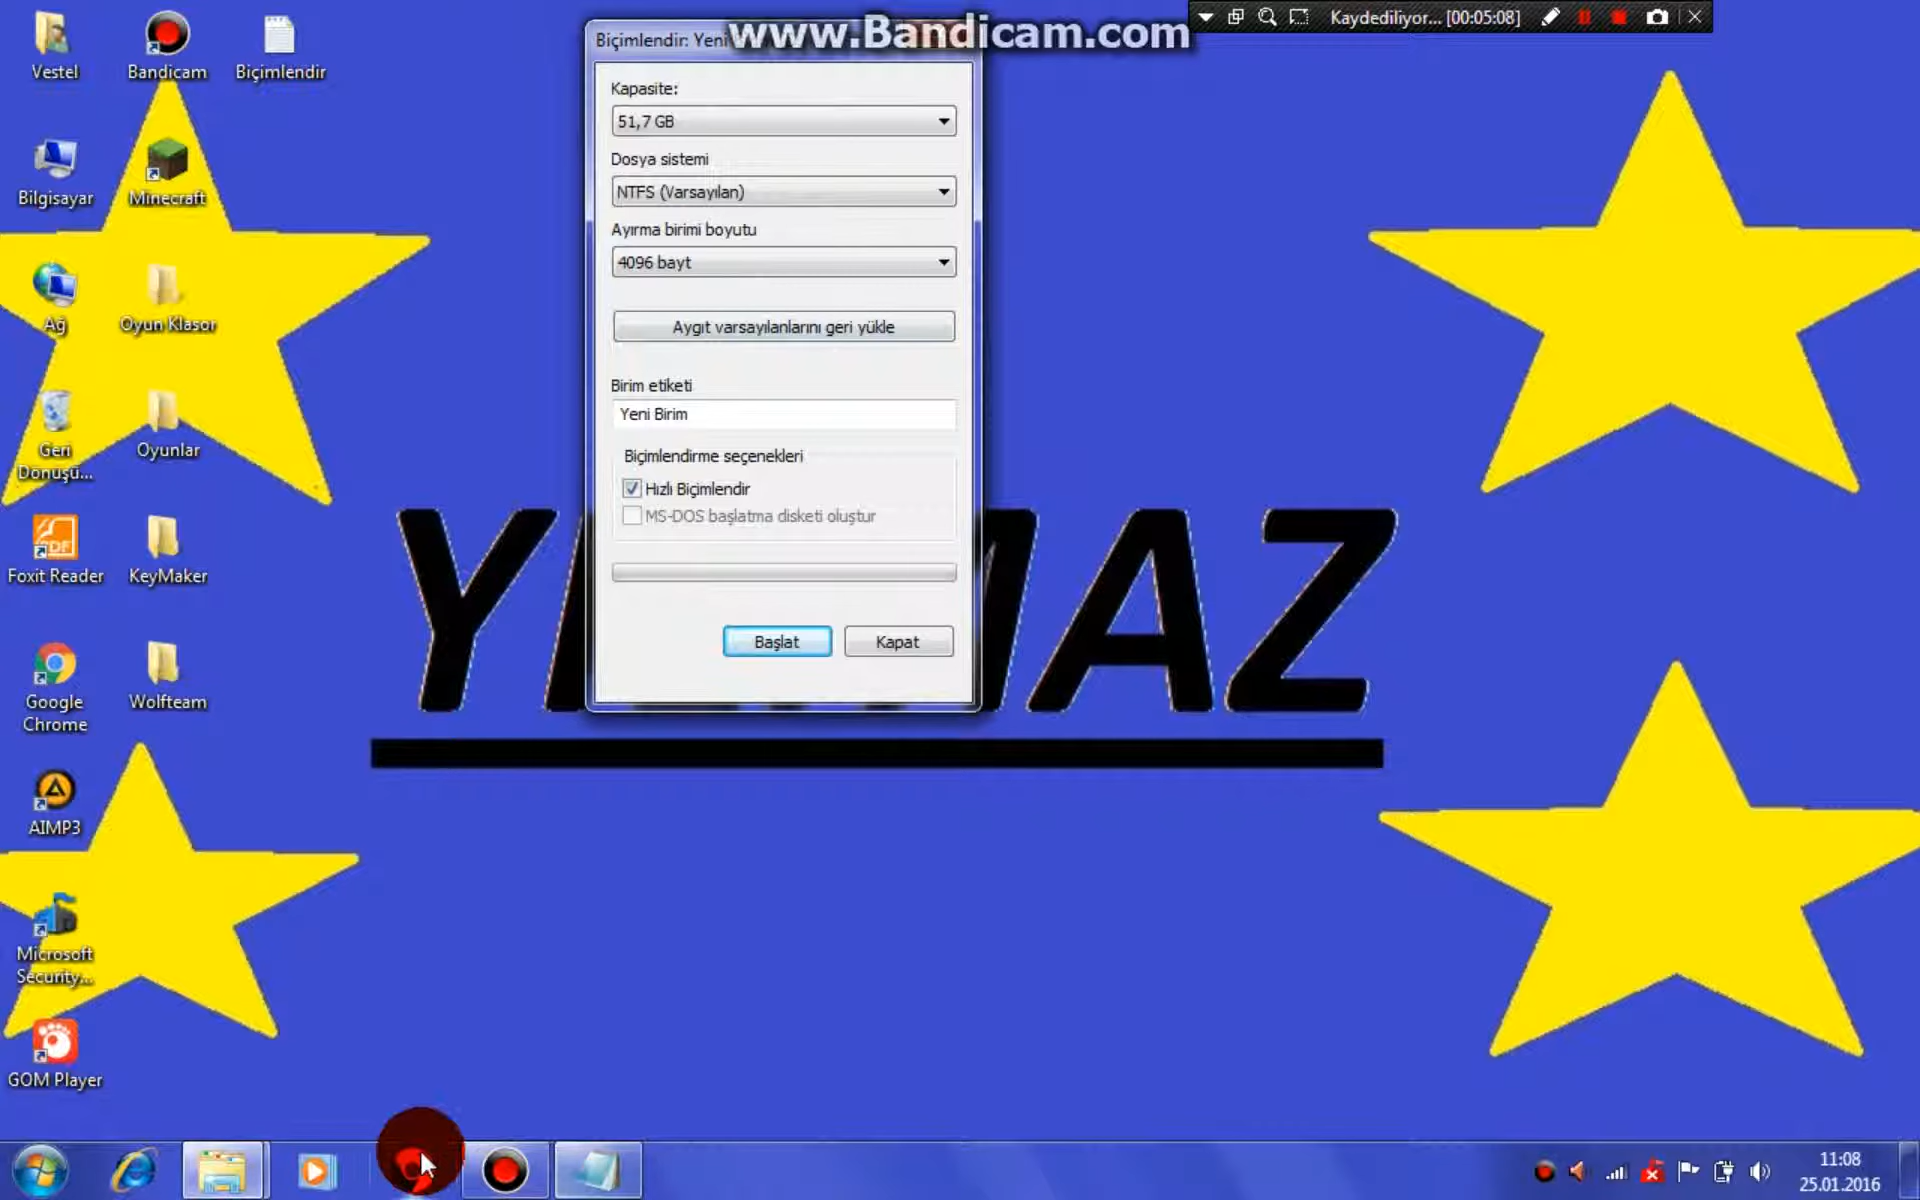 www.Bandicam.com
Kaydediliyor... [00:05:08]
Vestel
Bandicam
Biçimlendir
Bilgisayar
Minecraft
Ağ
Oyun Klasor
Geri
Dönüşü...
Oyunlar
Foxit Reader
KeyMaker
Google
Chrome
Wolfteam
AIMP3
Microsoft
Security...
GOM Player
Biçimlendir: Yeni
Kapasite:
51,7 GB
Dosya sistemi
NTFS (Varsayılan)
Ayırma birimi boyutu
4096 bayt
Aygıt varsayılanlarını geri yükle
Birim etiketi
Yeni Birim
Biçimlendirme seçenekleri
Hızlı Biçimlendir
MS-DOS başlatma disketi oluştur
Başlat
Kapat
11:08
25.01.2016